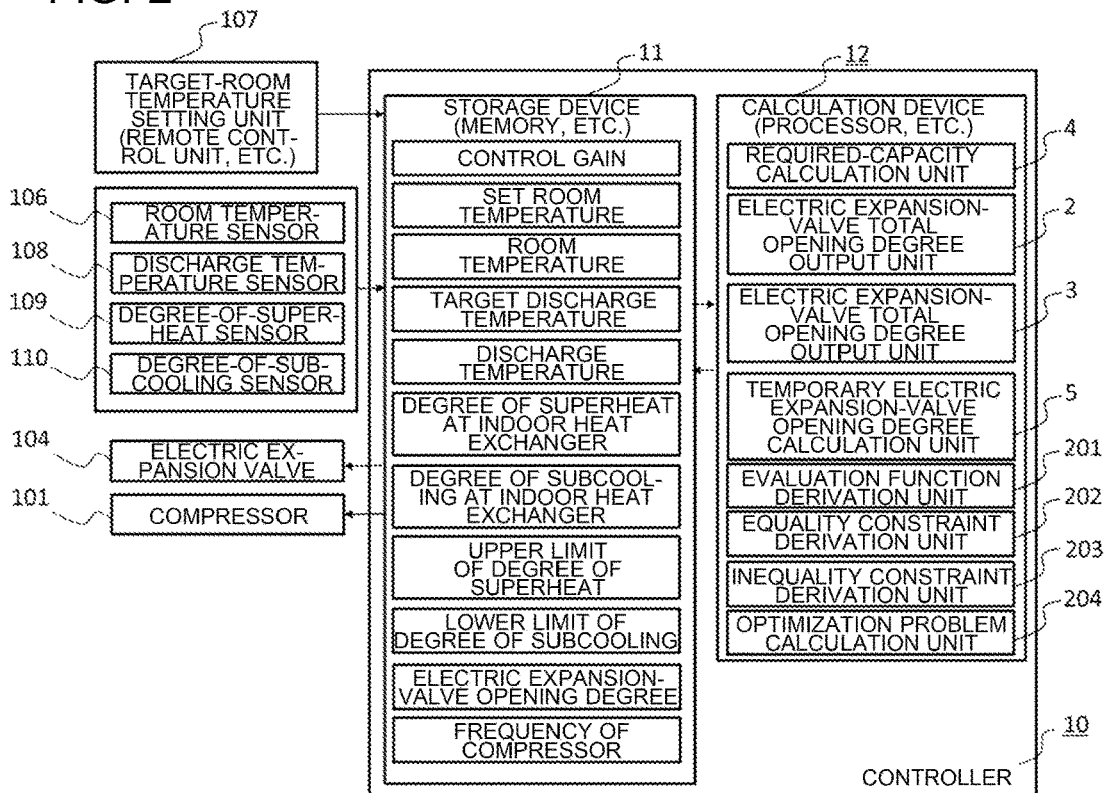 FIG. 2
107
TARGET-ROOM
TEMPERATURE
SETTING UNIT
(REMOTE CONT-
ROL UNIT, ETC.)
106
ROOM TEMPER-
ATURE SENSOR
108
DISCHARGE TEM-
PERATURE SENSOR
109
DEGREE-OF-SUPER-
HEAT SENSOR
110
DEGREE-OF-SUB-
COOLING SENSOR
104
ELECTRIC EX-
PANSION VALVE
101
COMPRESSOR
11
STORAGE DEVICE
(MEMORY, ETC.)
CONTROL GAIN
SET ROOM
TEMPERATURE
ROOM
TEMPERATURE
TARGET DISCHARGE
TEMPERATURE
DISCHARGE
TEMPERATURE
DEGREE OF SUPERHEAT
AT INDOOR HEAT
EXCHANGER
DEGREE OF SUBCOOL-
ING AT INDOOR HEAT
EXCHANGER
UPPER LIMIT
OF DEGREE OF
SUPERHEAT
LOWER LIMIT OF
DEGREE OF SUBCOOLING
ELECTRIC EXPANSION-
VALVE OPENING DEGREE
FREQUENCY OF
COMPRESSOR
12
CALCULATION DEVICE
(PROCESSOR, ETC.)
4
REQUIRED-CAPACITY
CALCULATION UNIT
2
ELECTRIC EXPANSION-
VALVE TOTAL
OPENING DEGREE
OUTPUT UNIT
3
ELECTRIC EXPANSION-
VALVE TOTAL
OPENING DEGREE
OUTPUT UNIT
5
TEMPORARY ELECTRIC
EXPANSION-VALVE
OPENING DEGREE
CALCULATION UNIT
201
EVALUATION FUNCTION
DERIVATION UNIT
202
EQUALITY CONSTRAINT
DERIVATION UNIT
203
INEQUALITY CONSTRAINT
DERIVATION UNIT
204
OPTIMIZATION PROBLEM
CALCULATION UNIT
10
CONTROLLER